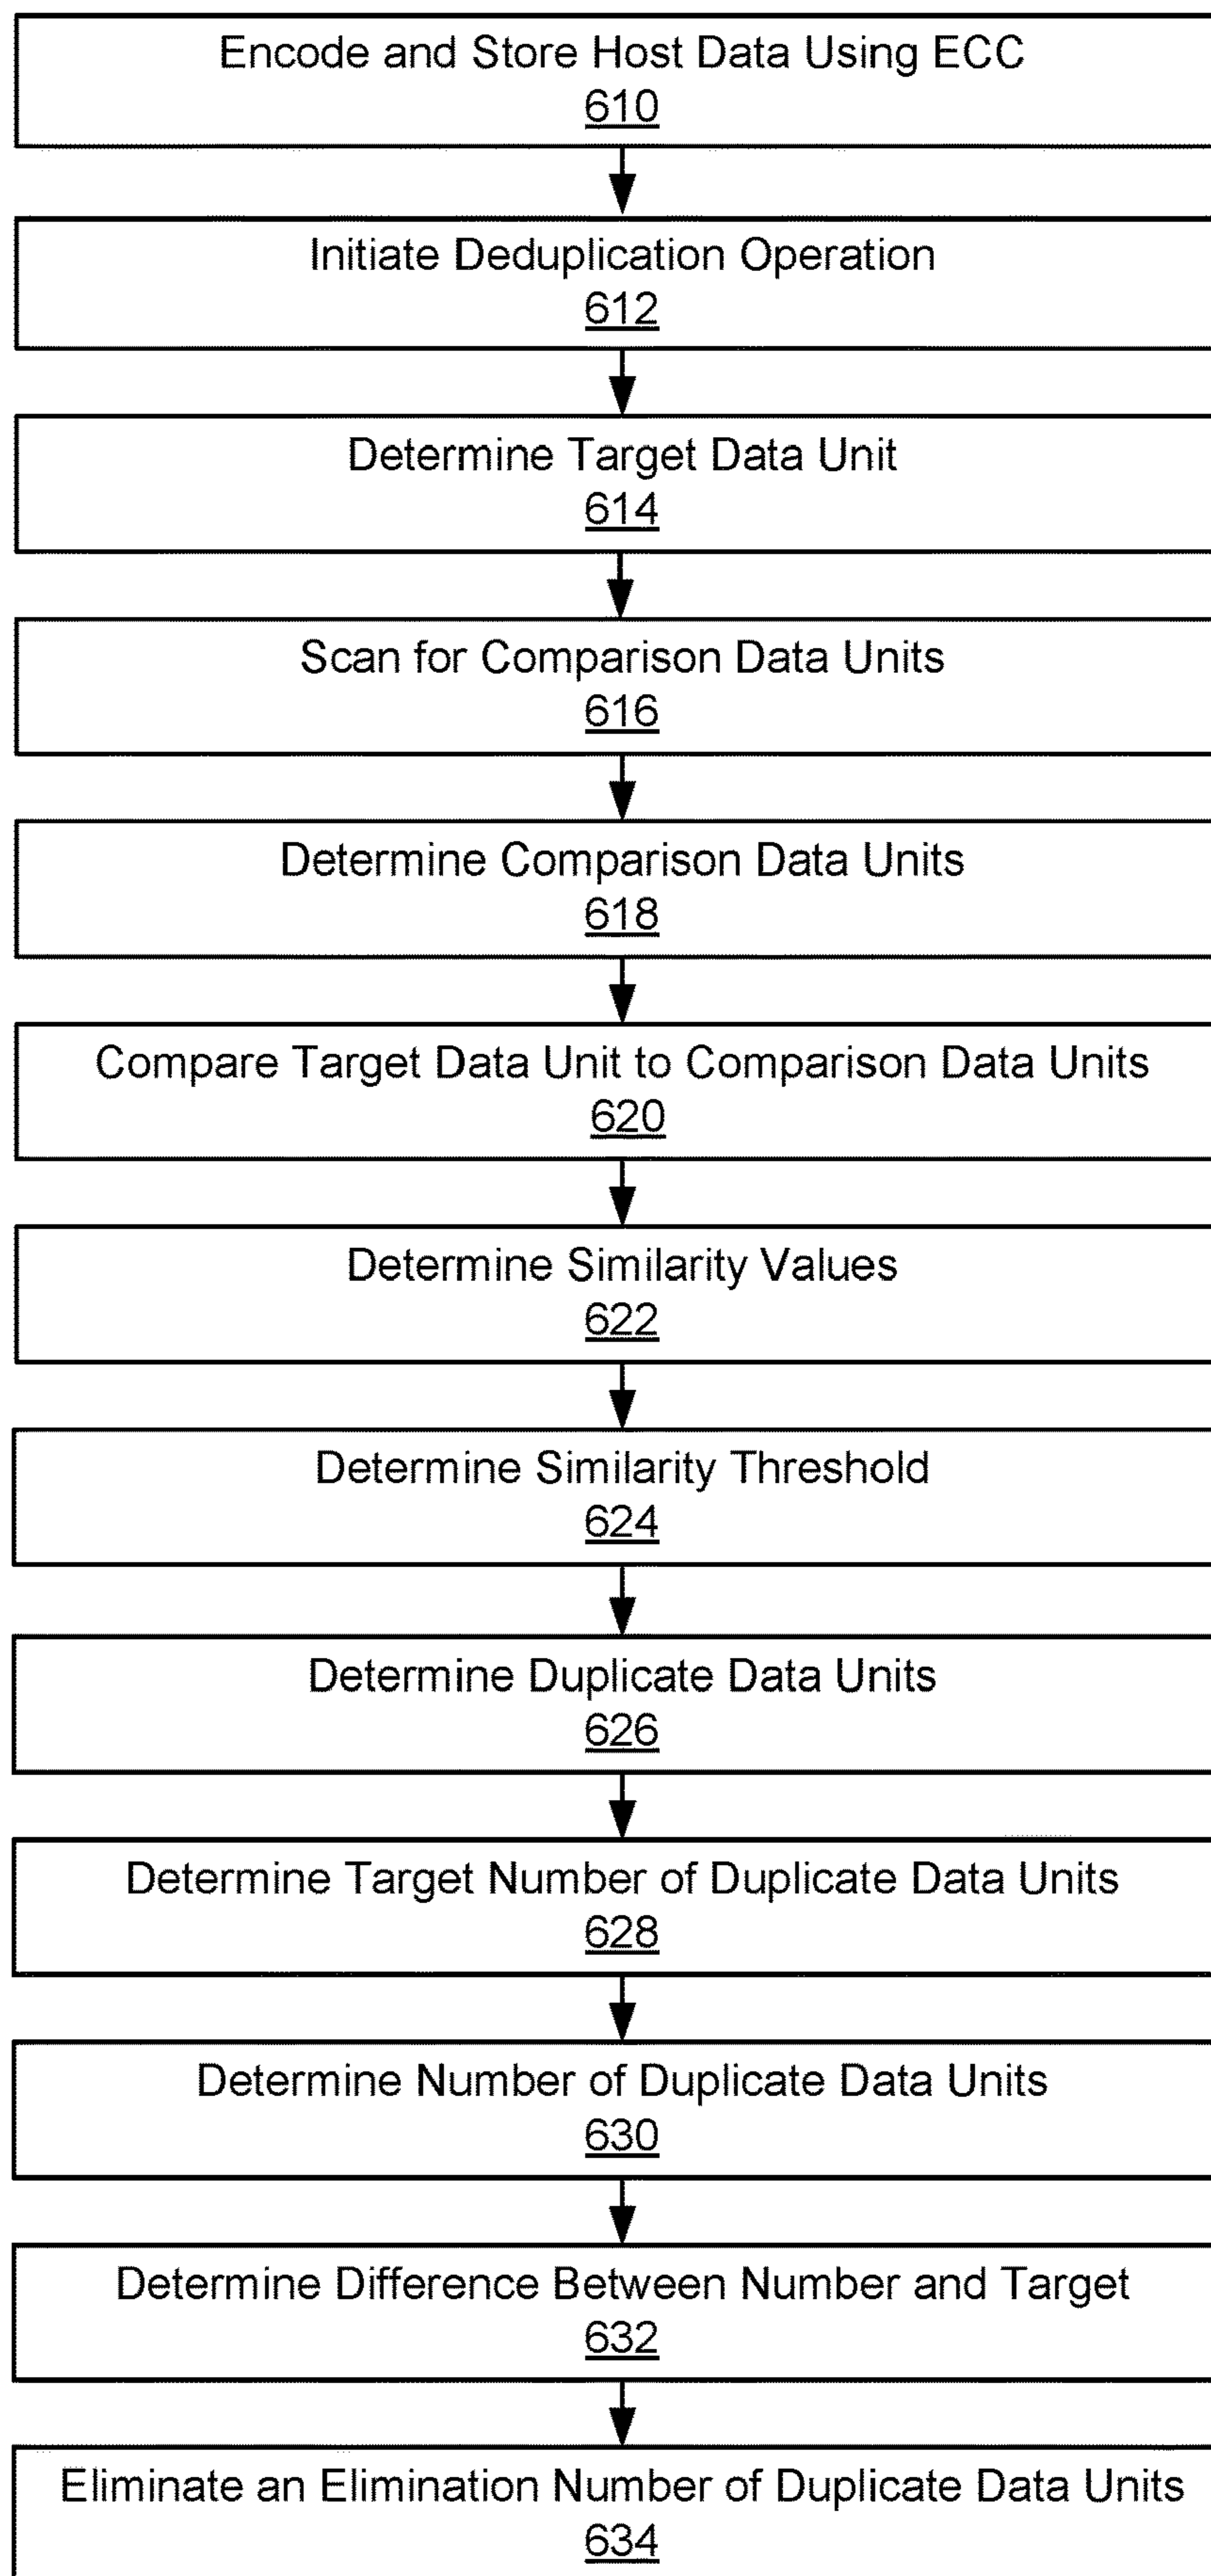 Encode and Store Host Data Using ECC
610
Initiate Deduplication Operation
612
Determine Target Data Unit
614
Scan for Comparison Data Units
616
Determine Comparison Data Units
618
Compare Target Data Unit to Comparison Data Units
620
Determine Similarity Values
622
Determine Similarity Threshold
624
Determine Duplicate Data Units
626
Determine Target Number of Duplicate Data Units
628
Determine Number of Duplicate Data Units
630
Determine Difference Between Number and Target
632
Eliminate an Elimination Number of Duplicate Data Units
634